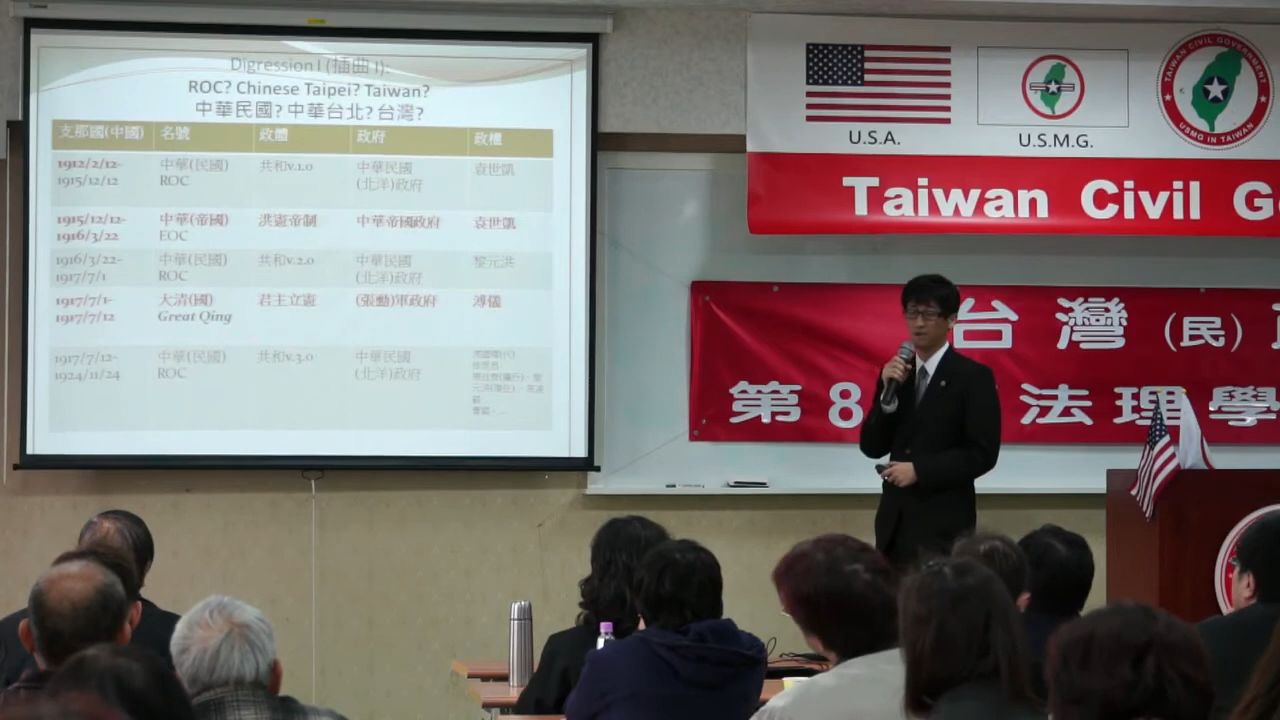 Digression I (插曲 I):
ROC? Chinese Taipei? Taiwan?
中華民國? 中華台北? 台灣?
支那國(中國) 名號 政體 政府 政權
1912/2/12- 中華(民國) 共和v.1.0 中華民國 袁世凱
1915/12/12 ROC (北洋)政府
1915/12/12- 中華(帝國) 洪憲帝制 中華帝國政府 袁世凱
1916/3/22 EOC
1916/3/22- 中華(民國) 共和v.2.0 中華民國 黎元洪
1917/7/1 ROC (北洋)政府
1917/7/1- 大清(國) 君主立憲 (張勳)軍政府 溥儀
1917/7/12 Great Qing
1917/7/12- 中華(民國) 共和v.3.0 中華民國
1924/11/24 ROC (北洋)政府
U.S.A. U.S.M.G.
TAIWAN CIVIL GOVERNMENT
USMG IN TAIWAN
Taiwan Civil G
台灣(民)
第8 法理學